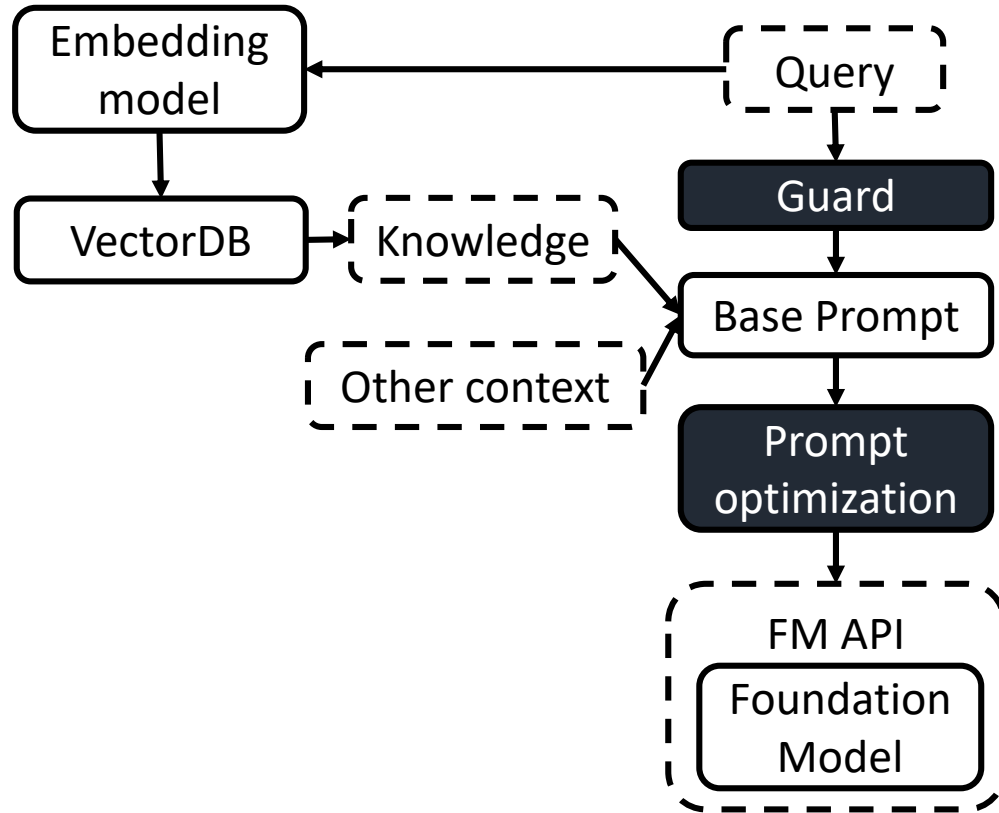 Embedding
model
Query
Guard
VectorDB
Knowledge
Base Prompt
Other context
Prompt
optimization
FM API
Foundation
Model